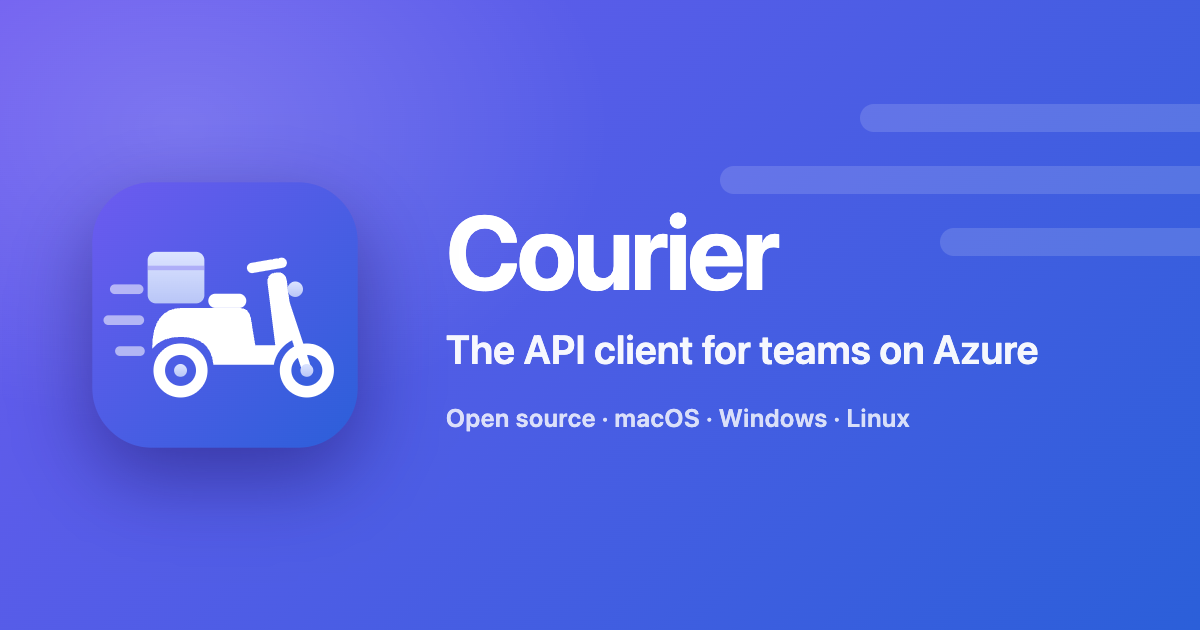 Courier
The API client for teams on Azure
Open source · macOS · Windows · Linux